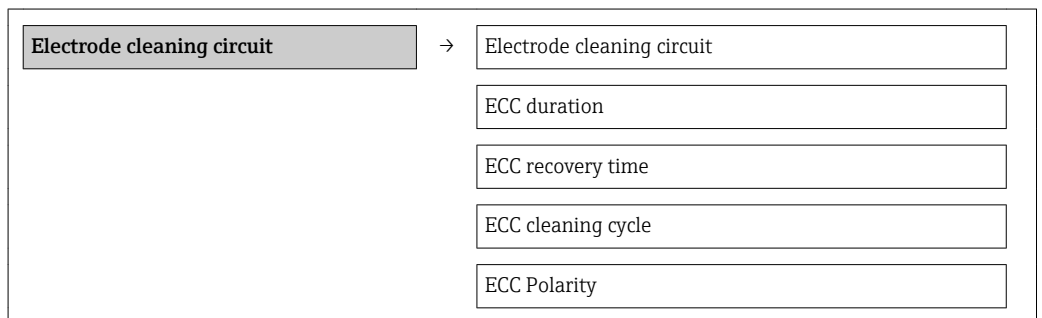 Electrode cleaning circuit → Electrode cleaning circuit
ECC duration
ECC recovery time
ECC cleaning cycle
ECC Polarity